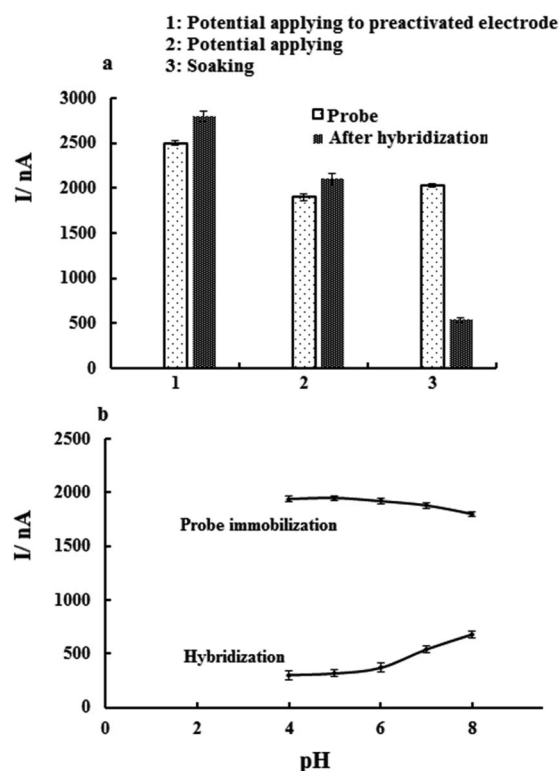 1: Potential applying to preactivated electrode
2: Potential applying
a 3: Soaking
3000
Probe
After hybridization
2500
2000
1500
1000
500
0
I/ nA
1 2 3
b
2500
2000
Probe immobilization
1500
1000
Hybridization
500
0
I/ nA
0 2 4 6 8
pH